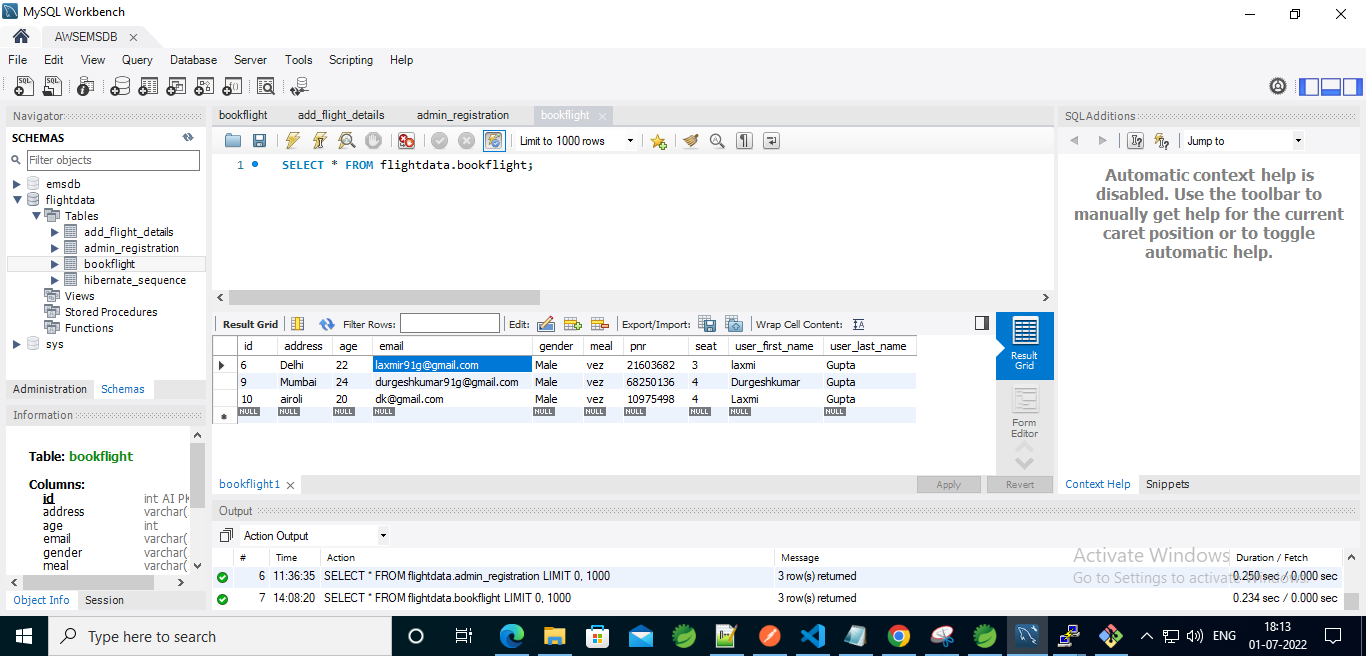 MySQL Workbench
AWSEMSDB
File Edit View Query Database Server Tools Scripting Help
Navigator
SCHEMAS
Filter objects
emsdb
flightdata
Tables
add_flight_details
admin_registration
bookflight
hibernate_sequence
Views
Stored Procedures
Functions
sys
Administration Schemas
Information
Table: bookflight
Columns:
id int AI PK
address varchar(
age int
email varchar(
gender varchar(
meal varchar(
Object Info Session
bookflight add_flight_details admin_registration bookflight
Limit to 1000 rows
1 SELECT * FROM flightdata.bookflight;
Result Grid Filter Rows: Edit: Export/Import: Wrap Cell Content:
id address age email gender meal pnr seat user_first_name user_last_name
6 Delhi 22 laxmir91g@gmail.com Male vez 21603682 3 laxmi Gupta
9 Mumbai 24 durgeshkumar91g@gmail.com Male vez 68250136 4 Durgeshkumar Gupta
10 airoli 20 dk@gmail.com Male vez 10975498 4 Laxmi Gupta
NULL NULL NULL NULL NULL NULL NULL NULL NULL NULL
Result
Grid
Form
Editor
bookflight1
Apply Revert
SQLAdditions
Jump to
Automatic context help is
disabled. Use the toolbar to
manually get help for the current
caret position or to toggle
automatic help.
Context Help Snippets
Output
Action Output
# Time Action Message Duration / Fetch
6 11:36:35 SELECT * FROM flightdata.admin_registration LIMIT 0, 1000 3 row(s) returned 0.250 sec / 0.000 sec
7 14:08:20 SELECT * FROM flightdata.bookflight LIMIT 0, 1000 3 row(s) returned 0.234 sec / 0.000 sec
Activate Windows
Go to Settings to activate Windows.
Type here to search
ENG
18:13
01-07-2022